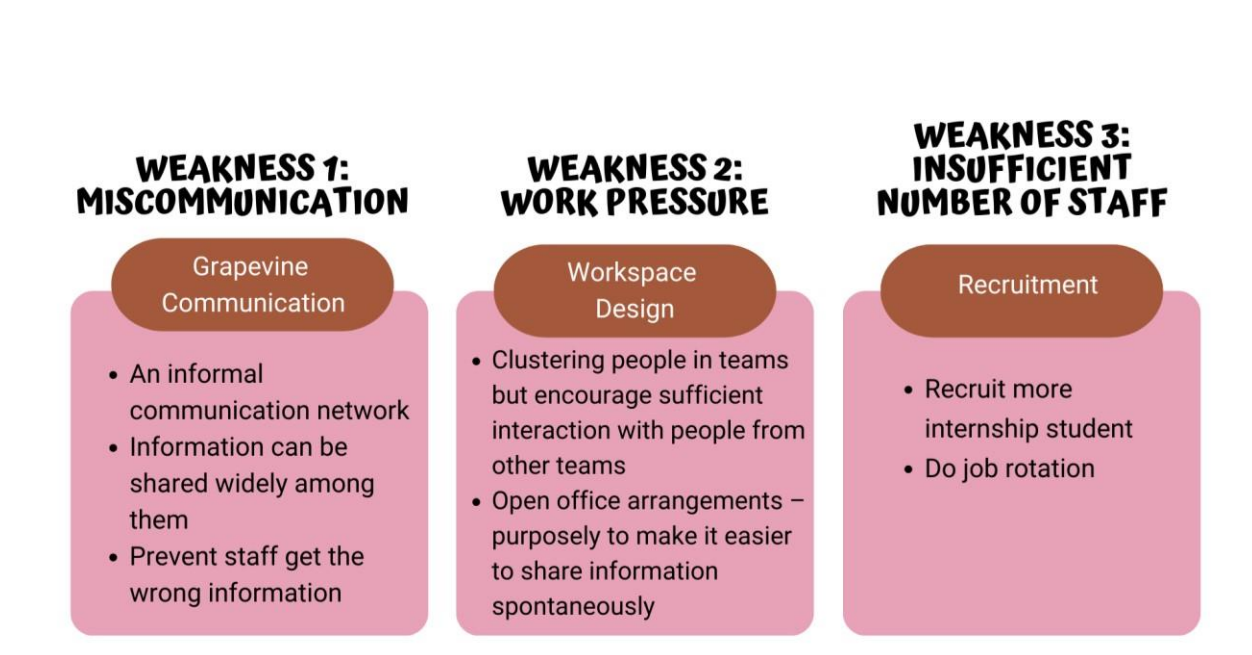 WEAKNESS 1:
MISCOMMUNICATION
Grapevine
Communication
• An informal
communication network
• Information can be
shared widely among
them
• Prevent staff get the
wrong information
WEAKNESS 2:
WORK PRESSURE
Workspace
Design
• Clustering people in teams
but encourage sufficient
interaction with people from
other teams
• Open office arrangements –
purposely to make it easier
to share information
spontaneously
WEAKNESS 3:
INSUFFICIENT
NUMBER OF STAFF
Recruitment
• Recruit more
internship student
• Do job rotation